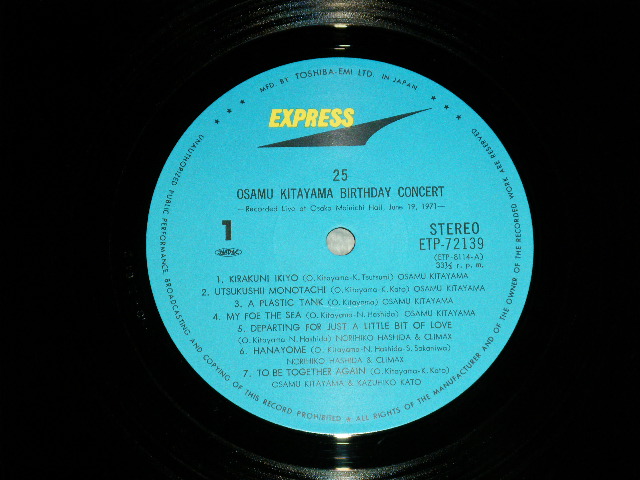 MFD. BY TOSHIBA-EMI LTD. IN JAPAN
EXPRESS
25
OSAMU KITAYAMA BIRTHDAY CONCERT
—Recorded Live at Osaka Mainichi Hall, June 19, 1971—
1
STEREO
ETP-72139
(ETP-8114-A)
33⅓ r. p. m.
1. KIRAKUNI IKIYO (O. Kitayama-K. Tsutsumi) OSAMU KITAYAMA
2. UTSUKUSHII MONOTACHI (O. Kitayama-K. Kato) OSAMU KITAYAMA
3. A PLASTIC TANK (O. Kitayama) OSAMU KITAYAMA
4. MY FOE THE SEA (O. Kitayama-N. Hashida) OSAMU KITAYAMA
5. DEPARTING FOR JUST A LITTLE BIT OF LOVE
(O. Kitayama-N. Hashida) NORIHIKO HASHIDA & CLIMAX
6. HANAYOME (O. Kitayama-N. Hashida-S. Sakaniwa)
NORIHIKO HASHIDA & CLIMAX
7. TO BE TOGETHER AGAIN (O. Kitayama-K. Kato)
OSAMU KITAYAMA & KAZUHIKO KATO
UNAUTHORIZED PUBLIC PERFORMANCE, BROADCASTING AND COPYING OF THIS RECORD PROHIBITED ★ ALL RIGHTS OF THE MANUFACTURER AND OF THE OWNER OF THE RECORDED WORK ARE RESERVED